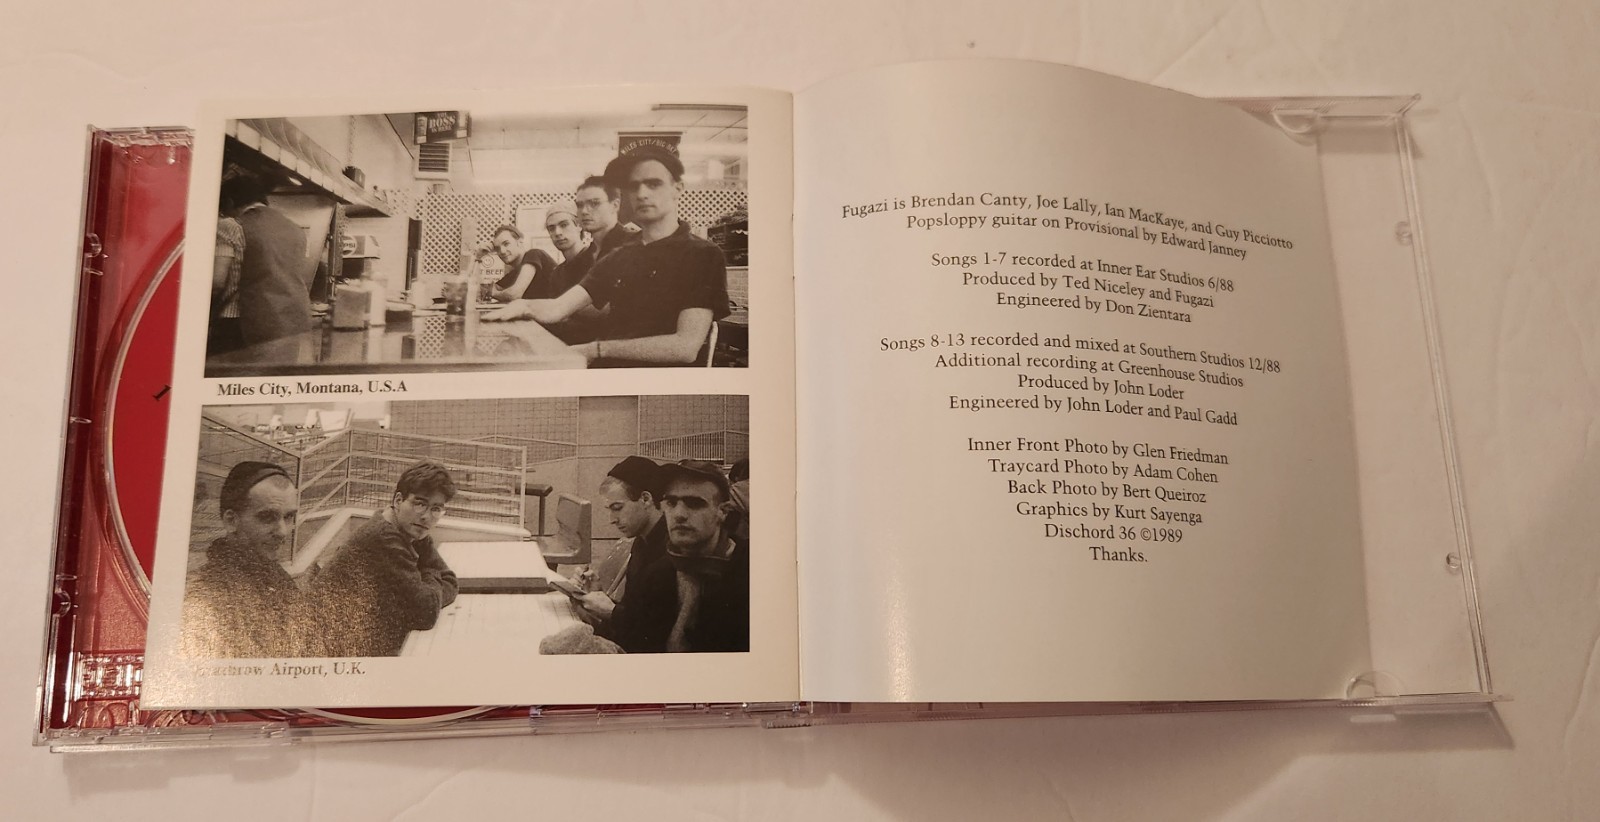 THE BOSS
Miles City, Montana, U.S.A
Airport, U.K.
Fugazi is Brendan Canty, Joe Lally, Ian MacKaye, and Guy Picciotto
Popsloppy guitar on Provisional by Edward Janney
Songs 1-7 recorded at Inner Ear Studios 6/88
Produced by Ted Niceley and Fugazi
Engineered by Don Zientara
Songs 8-13 recorded and mixed at Southern Studios 12/88
Additional recording at Greenhouse Studios
Produced by John Loder
Engineered by John Loder and Paul Gadd
Inner Front Photo by Glen Friedman
Traycard Photo by Adam Cohen
Back Photo by Bert Queiroz
Graphics by Kurt Sayenga
Dischord 36 ©1989
Thanks.